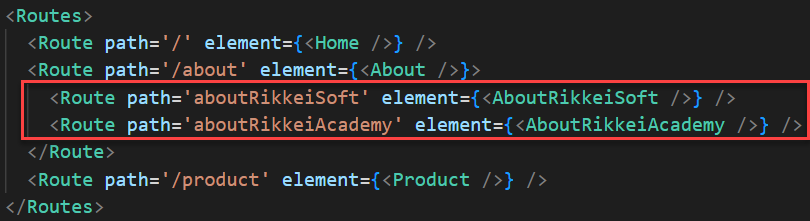 <Routes>
<Route path='/' element={<Home />} />
<Route path='/about' element={<About />}>
<Route path='aboutRikkeiSoft' element={<AboutRikkeiSoft />} />
<Route path='aboutRikkeiAcademy' element={<AboutRikkeiAcademy />} />
</Route>
<Route path='/product' element={<Product />} />
</Routes>